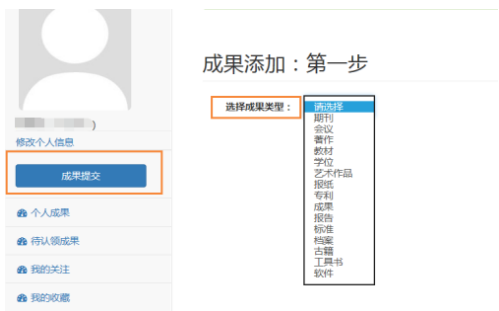 修改个人信息
成果提交
个人成果
待认领成果
我的关注
我的收藏
成果添加：第一步
选择成果类型：
请选择
期刊
会议
著作
教材
学位
艺术作品
报纸
专利
成果
报告
标准
档案
古籍
工具书
软件